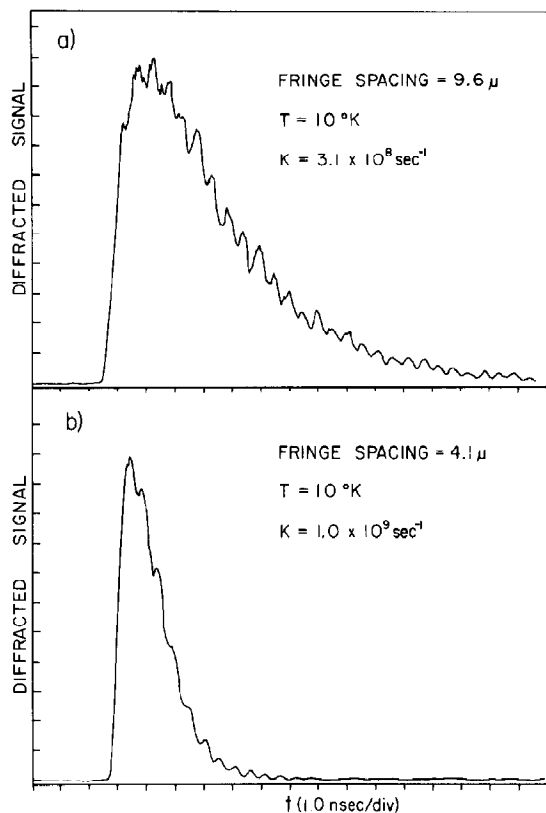 a)
FRINGE SPACING = 9.6 μ
T = 10 °K
K = 3.1 x 10⁸ sec⁻¹
DIFFRACTED SIGNAL
b)
FRINGE SPACING = 4.1 μ
T = 10 °K
K = 1.0 x 10⁹ sec⁻¹
DIFFRACTED SIGNAL
t (1.0 nsec/div)